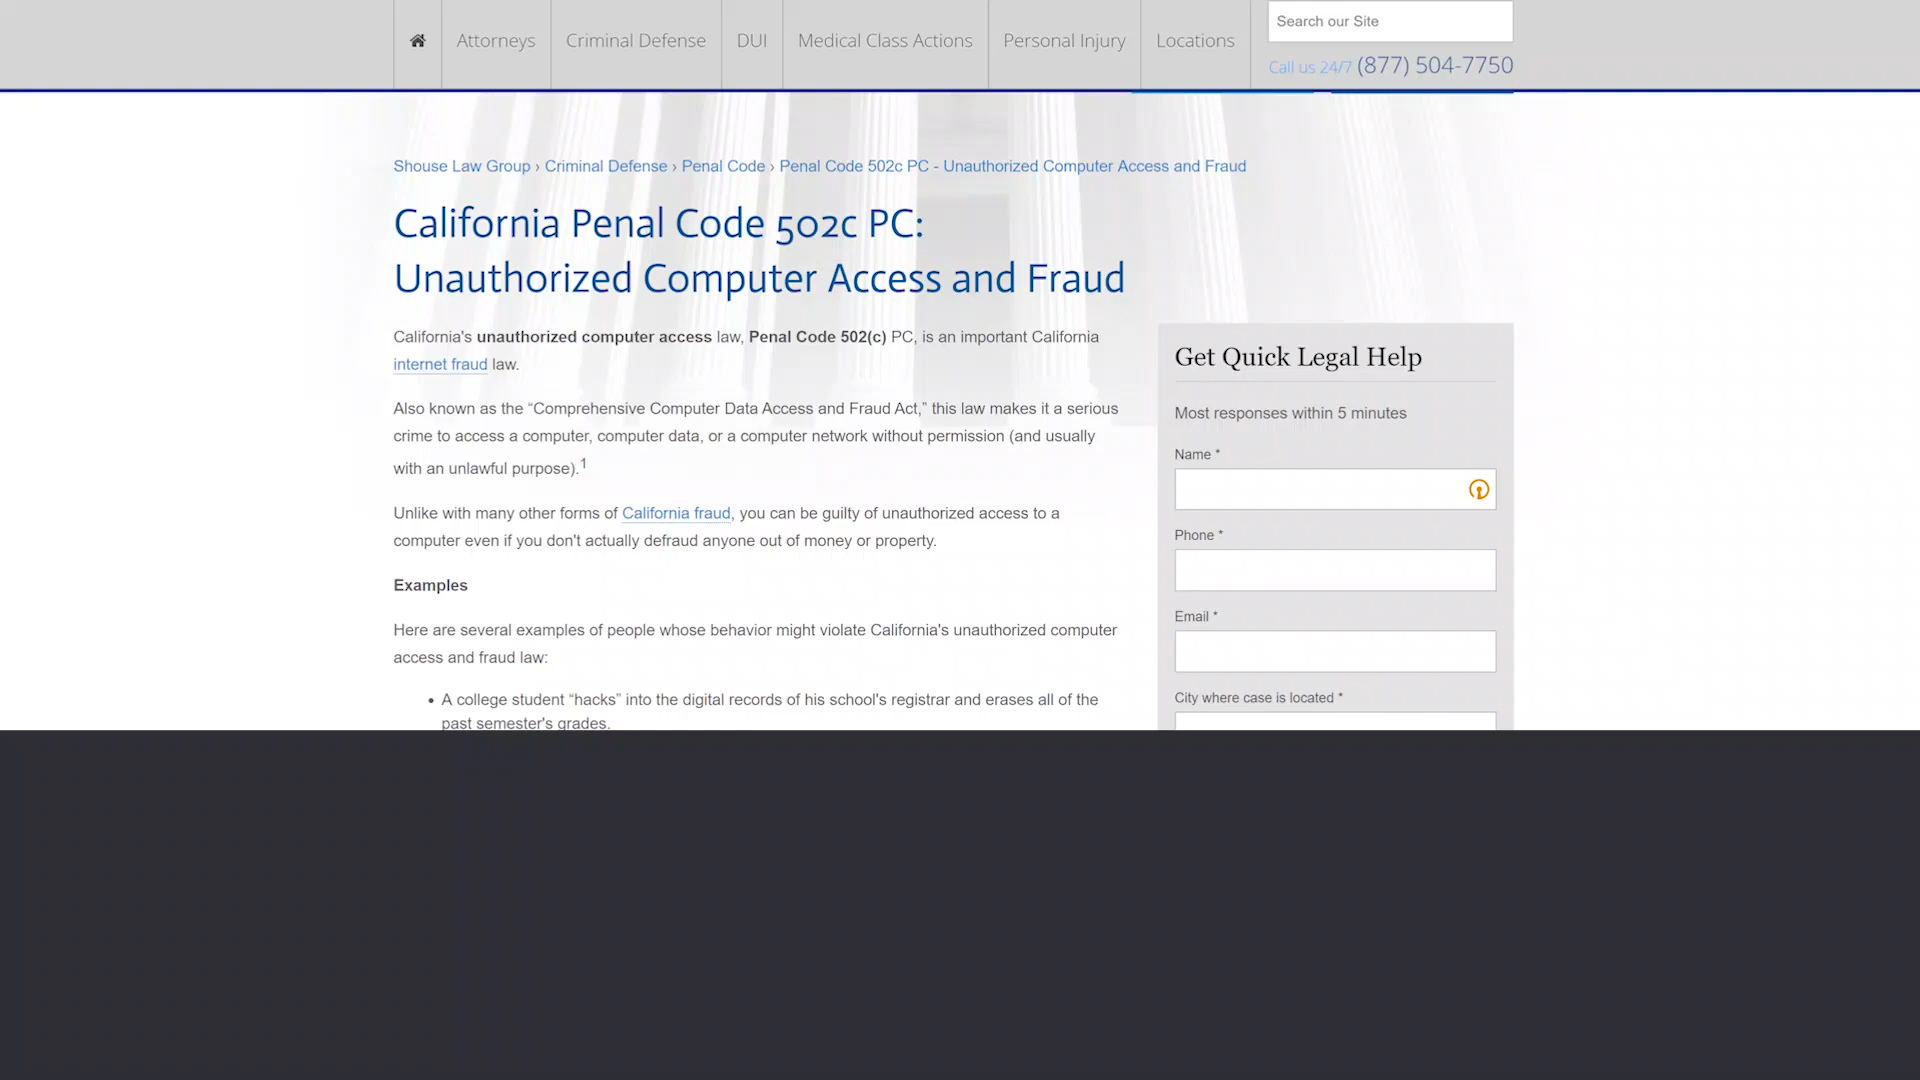 Attorneys
Criminal Defense
DUI
Medical Class Actions
Personal Injury
Locations
Search our Site
Call us 24/7 (877) 504-7750
Shouse Law Group › Criminal Defense › Penal Code › Penal Code 502c PC - Unauthorized Computer Access and Fraud
California Penal Code 502c PC:
Unauthorized Computer Access and Fraud
California's unauthorized computer access law, Penal Code 502(c) PC, is an important California
internet fraud law.
Also known as the “Comprehensive Computer Data Access and Fraud Act,” this law makes it a serious
crime to access a computer, computer data, or a computer network without permission (and usually
with an unlawful purpose).1
Unlike with many other forms of California fraud, you can be guilty of unauthorized access to a
computer even if you don't actually defraud anyone out of money or property.
Examples
Here are several examples of people whose behavior might violate California's unauthorized computer
access and fraud law:
• A college student “hacks” into the digital records of his school's registrar and erases all of the
past semester's grades.
Get Quick Legal Help
Most responses within 5 minutes
Name *
Phone *
Email *
City where case is located *